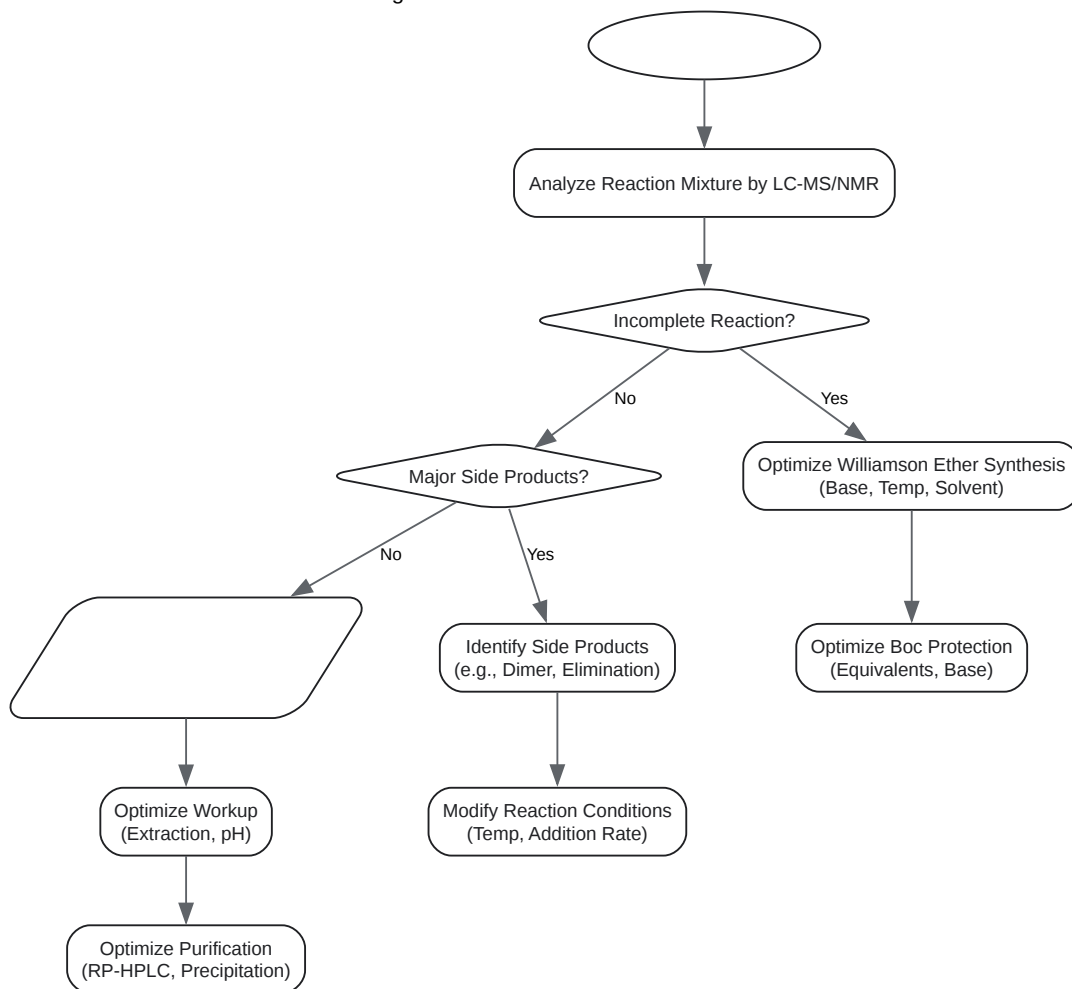 Analyze Reaction Mixture by LC-MS/NMR
Incomplete Reaction?
No
Yes
Major Side Products?
Optimize Williamson Ether Synthesis
(Base, Temp, Solvent)
No
Yes
Identify Side Products
(e.g., Dimer, Elimination)
Optimize Boc Protection
(Equivalents, Base)
Optimize Workup
(Extraction, pH)
Modify Reaction Conditions
(Temp, Addition Rate)
Optimize Purification
(RP-HPLC, Precipitation)